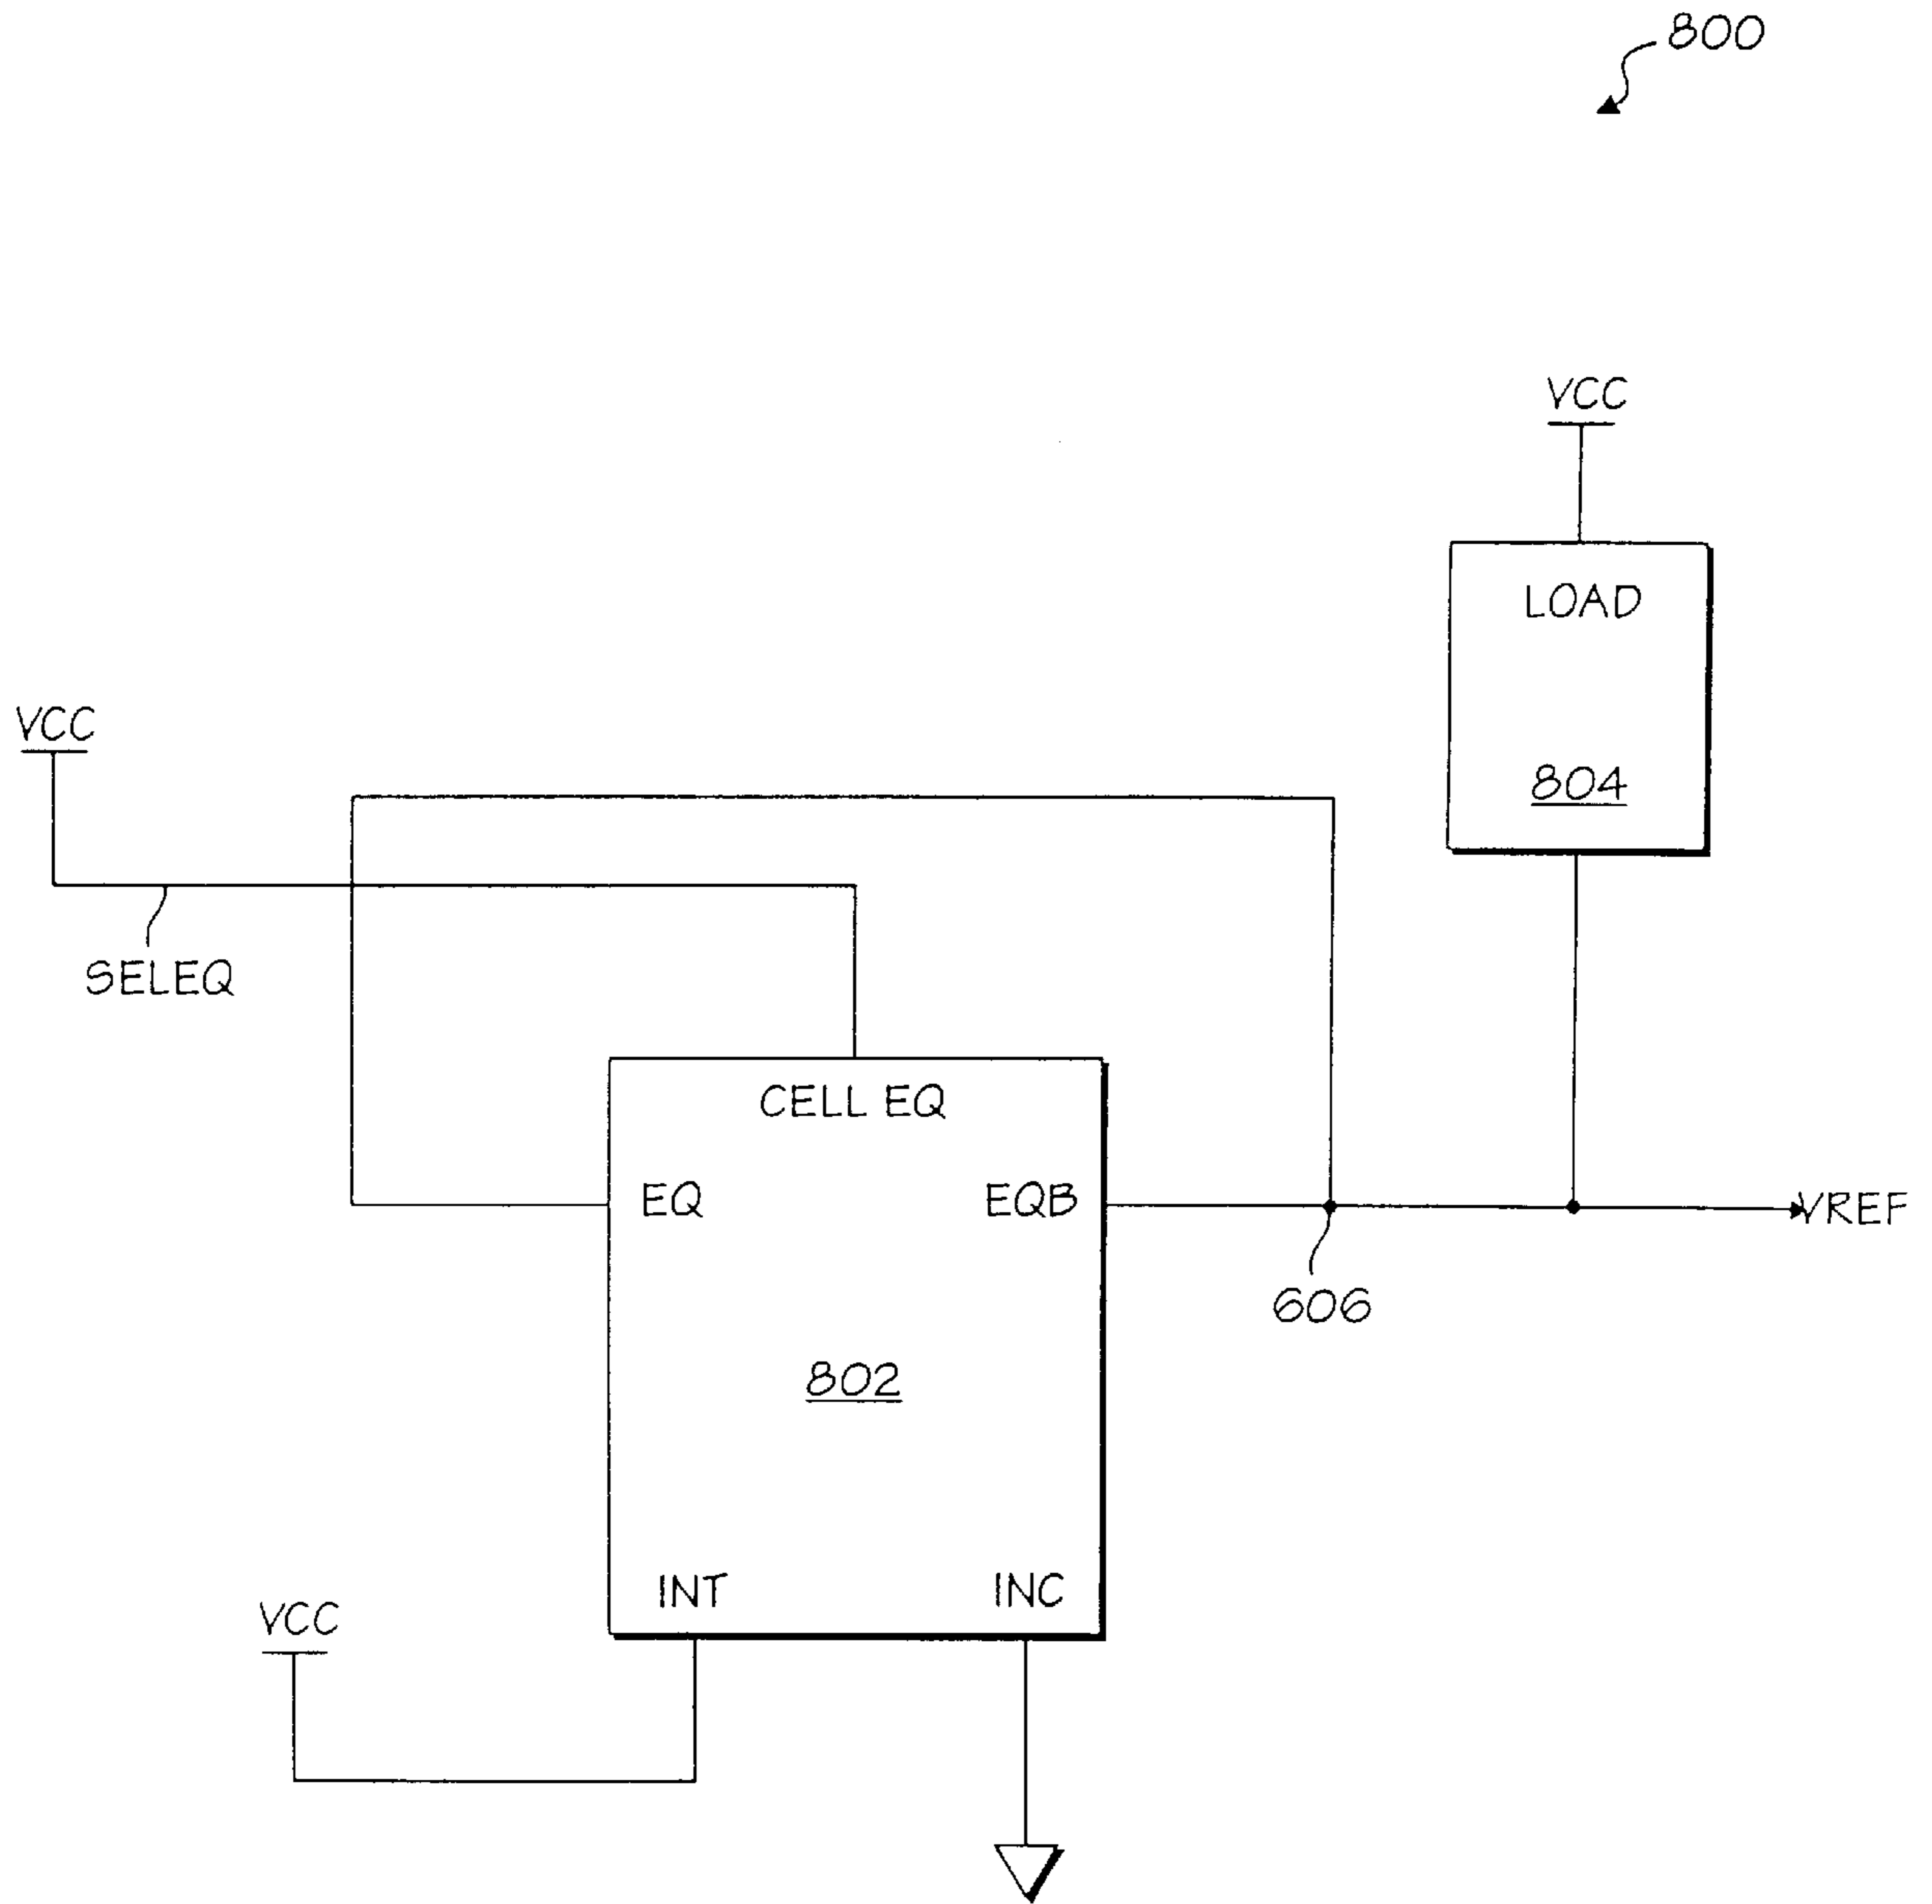 800
VCC
LOAD
VCC
804
SELEQ
CELL EQ
EQ EQB
VREF
606
802
INT INC
VCC